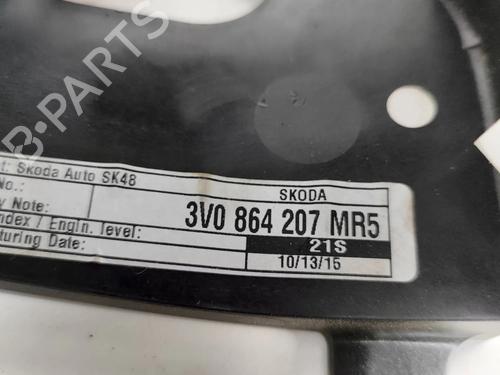 B-PARTS
t: Skoda Auto SK48
No.: SKODA
y Note: 3V0 864 207 MR5
ndex / Engin. level: 21S
turing Date: 10/13/15